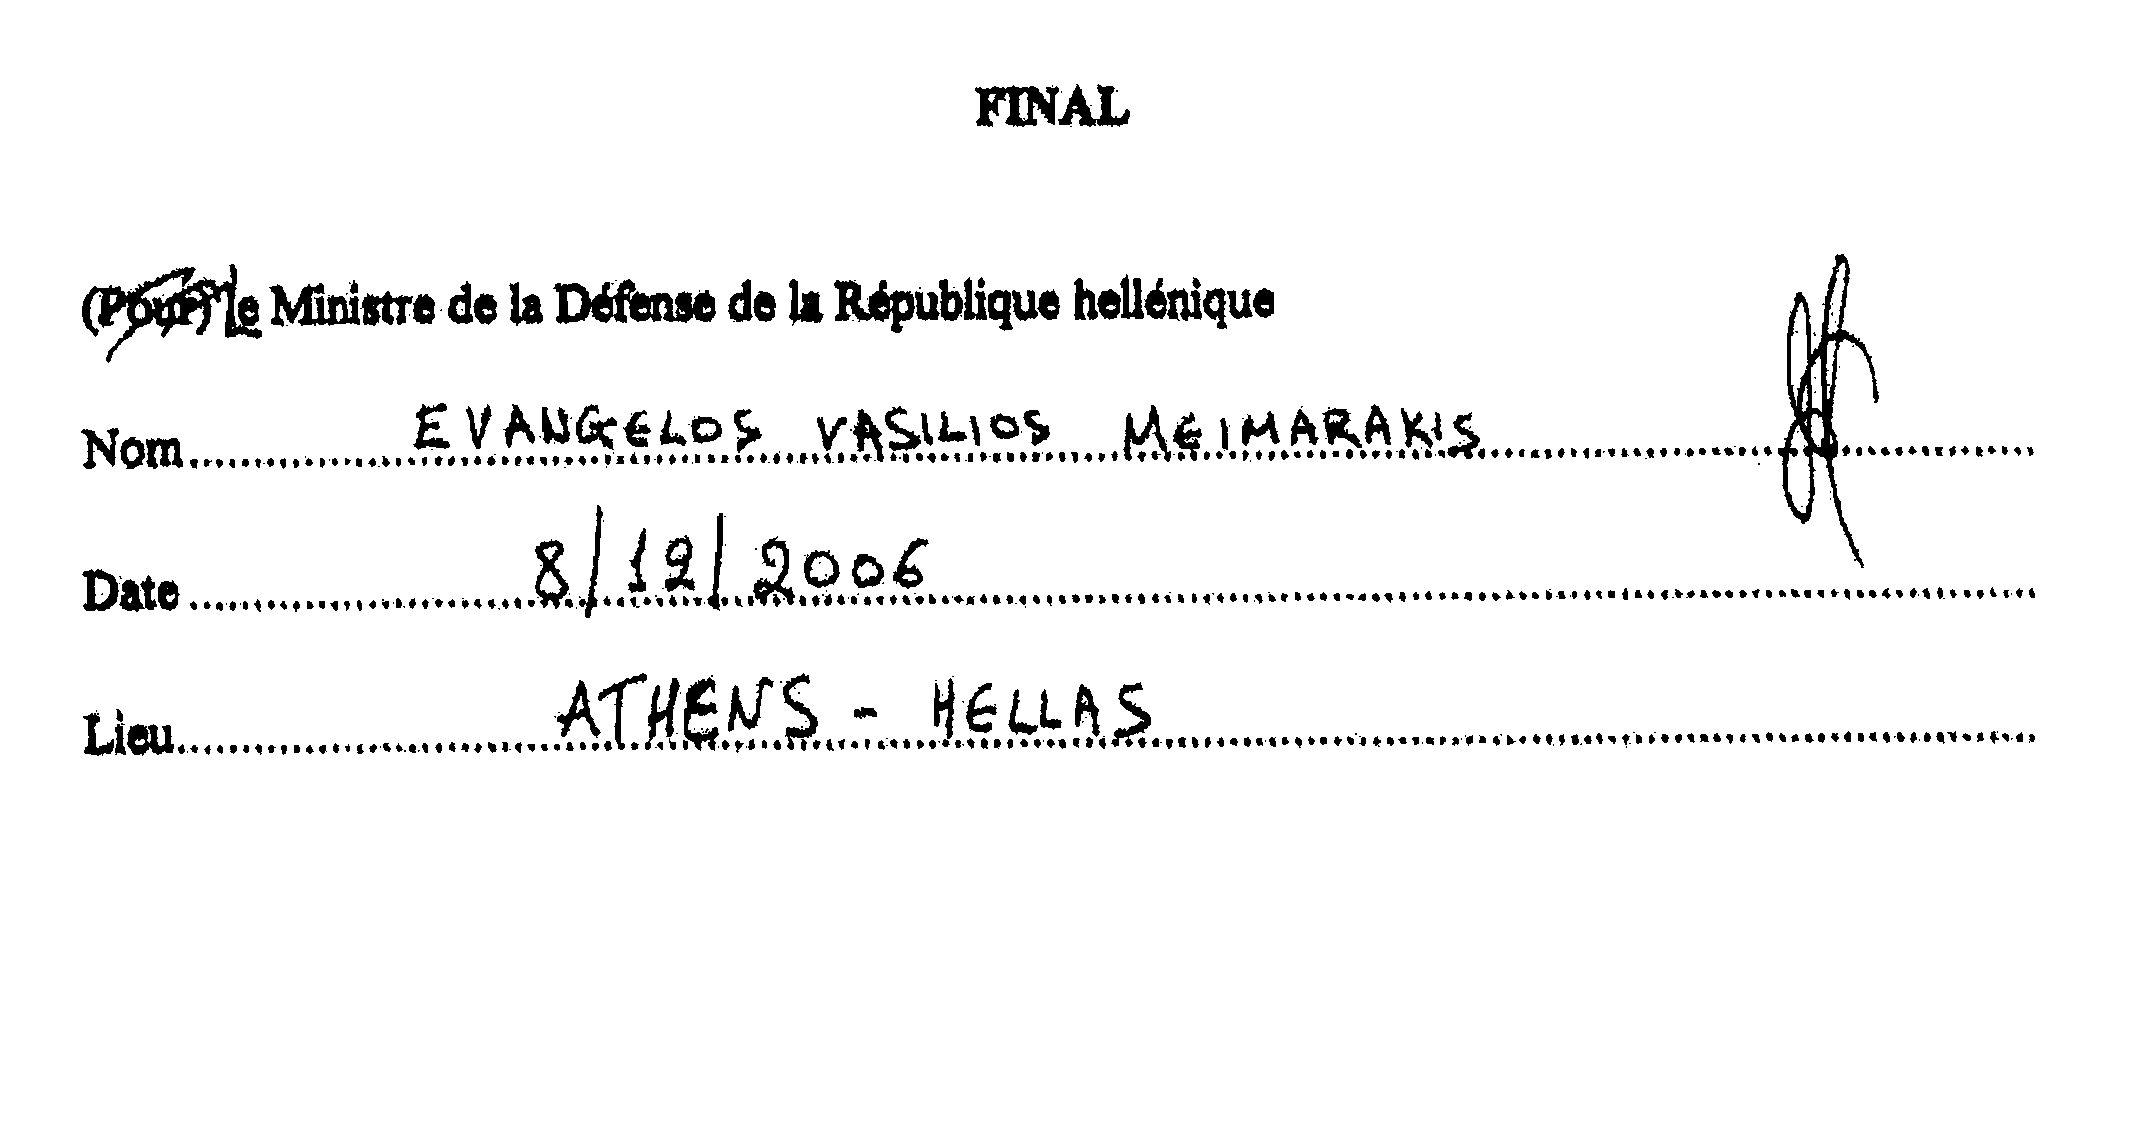 FINAL
(Pour) le Ministre de la Défense de la République hellénique
Nom EVANGELOS VASILIOS MEIMARAKIS
Date 8/12/2006
Lieu ATHENS - HELLAS